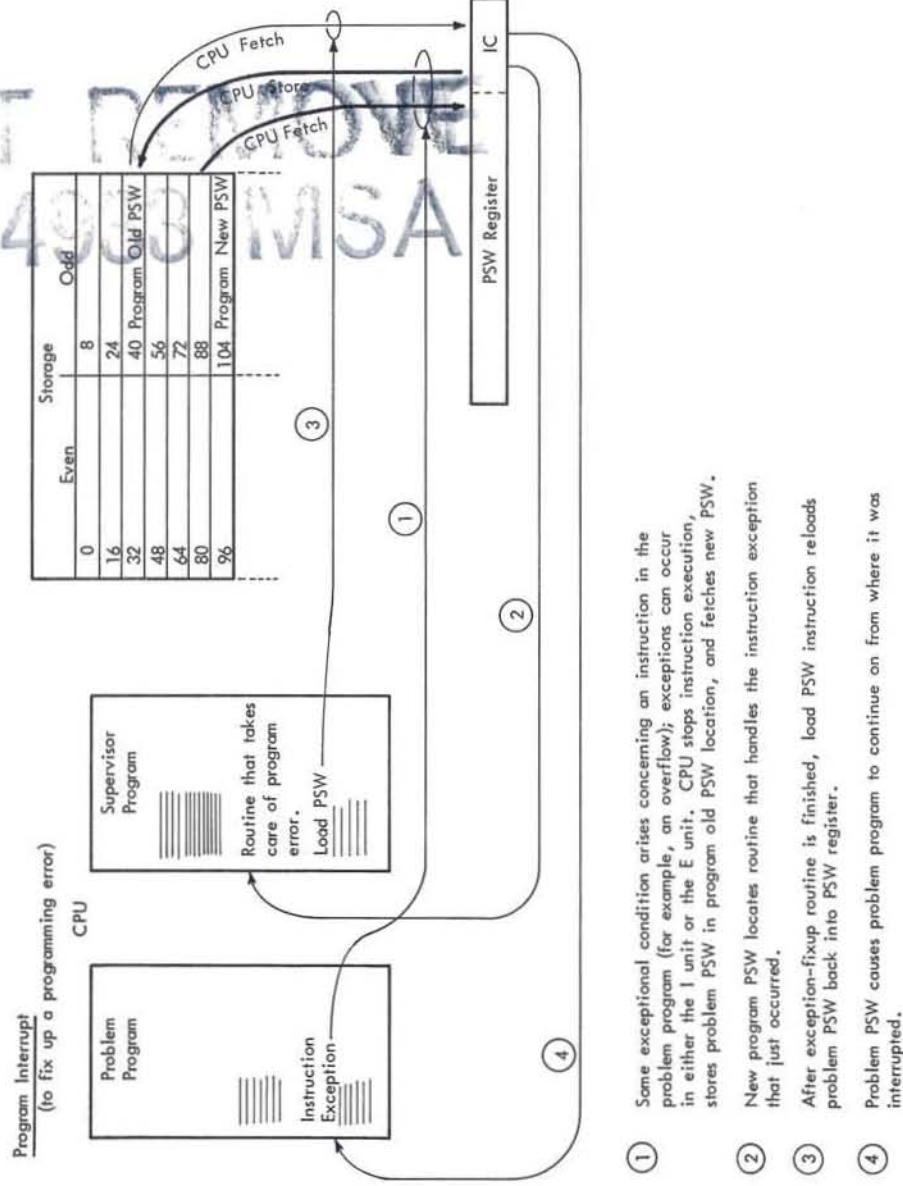 Program Interrupt
(to fix up a programming error)
CPU
Problem
Program
Instruction
Exception
Supervisor
Program
Routine that takes
care of program
error.
Load PSW
Storage
Even Odd
0 8
16 24
32 40 Program Old PSW
48 56
64 72
80 88
96 104 Program New PSW
CPU Fetch
CPU Store
CPU Fetch
3
1
2
4
PSW Register IC
REMOVE
MSA
1 Some exceptional condition arises concerning an instruction in the
problem program (for example, an overflow); exceptions can occur
in either the I unit or the E unit. CPU stops instruction execution,
stores problem PSW in program old PSW location, and fetches new PSW.
2 New program PSW locates routine that handles the instruction exception
that just occurred.
3 After exception-fixup routine is finished, load PSW instruction reloads
problem PSW back into PSW register.
4 Problem PSW causes problem program to continue on from where it was
interrupted.